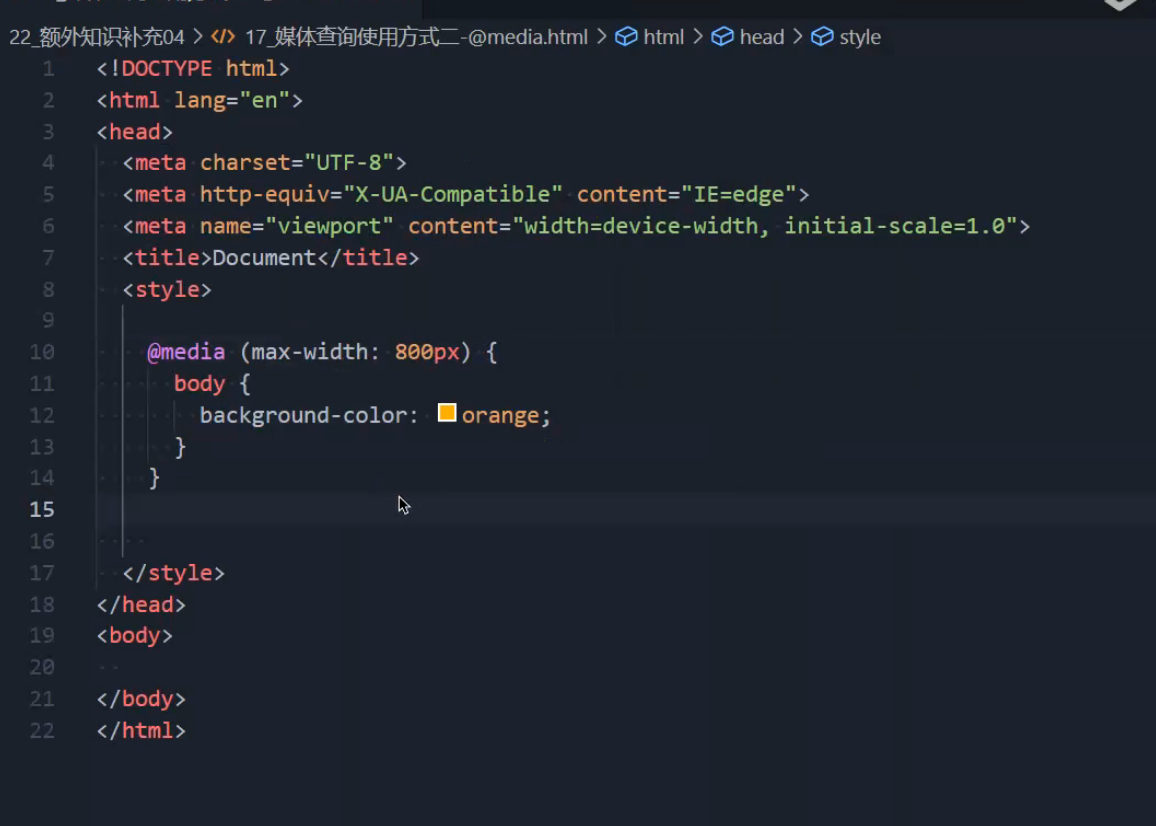 22_额外知识补充04 > </> 17_媒体查询使用方式二-@media.html > html > head > style
1 <!DOCTYPE html>
2 <html lang="en">
3 <head>
4   <meta charset="UTF-8">
5   <meta http-equiv="X-UA-Compatible" content="IE=edge">
6   <meta name="viewport" content="width=device-width, initial-scale=1.0">
7   <title>Document</title>
8   <style>
9
10     @media (max-width: 800px) {
11       body {
12         background-color: orange;
13       }
14     }
15
16
17   </style>
18 </head>
19 <body>
20
21 </body>
22 </html>